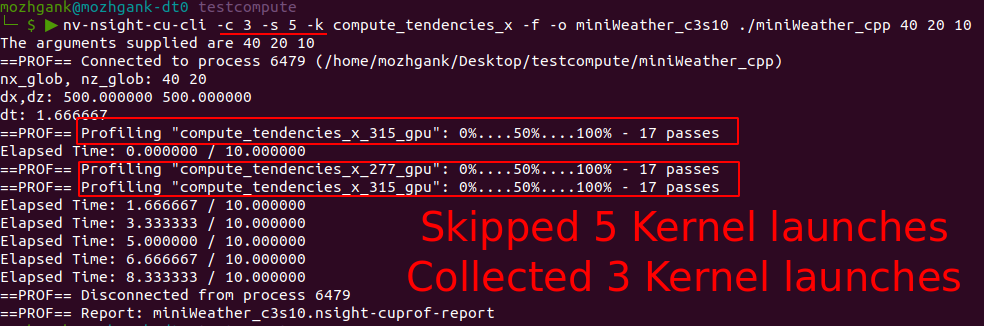 mozhgank@mozhgank-dt0 testcompute
└─ $ ▶ nv-nsight-cu-cli -c 3 -s 5 -k compute_tendencies_x -f -o miniWeather_c3s10 ./miniWeather_cpp 40 20 10
The arguments supplied are 40 20 10
==PROF== Connected to process 6479 (/home/mozhgank/Desktop/testcompute/miniWeather_cpp)
nx_glob, nz_glob: 40 20
dx,dz: 500.000000 500.000000
dt: 1.666667
==PROF== Profiling "compute_tendencies_x_315_gpu": 0%....50%....100% - 17 passes
Elapsed Time: 0.000000 / 10.000000
==PROF== Profiling "compute_tendencies_x_277_gpu": 0%....50%....100% - 17 passes
==PROF== Profiling "compute_tendencies_x_315_gpu": 0%....50%....100% - 17 passes
Elapsed Time: 1.666667 / 10.000000
Elapsed Time: 3.333333 / 10.000000
Elapsed Time: 5.000000 / 10.000000
Elapsed Time: 6.666667 / 10.000000
Elapsed Time: 8.333333 / 10.000000
Skipped 5 Kernel launches
Collected 3 Kernel launches
==PROF== Disconnected from process 6479
==PROF== Report: miniWeather_c3s10.nsight-cuprof-report